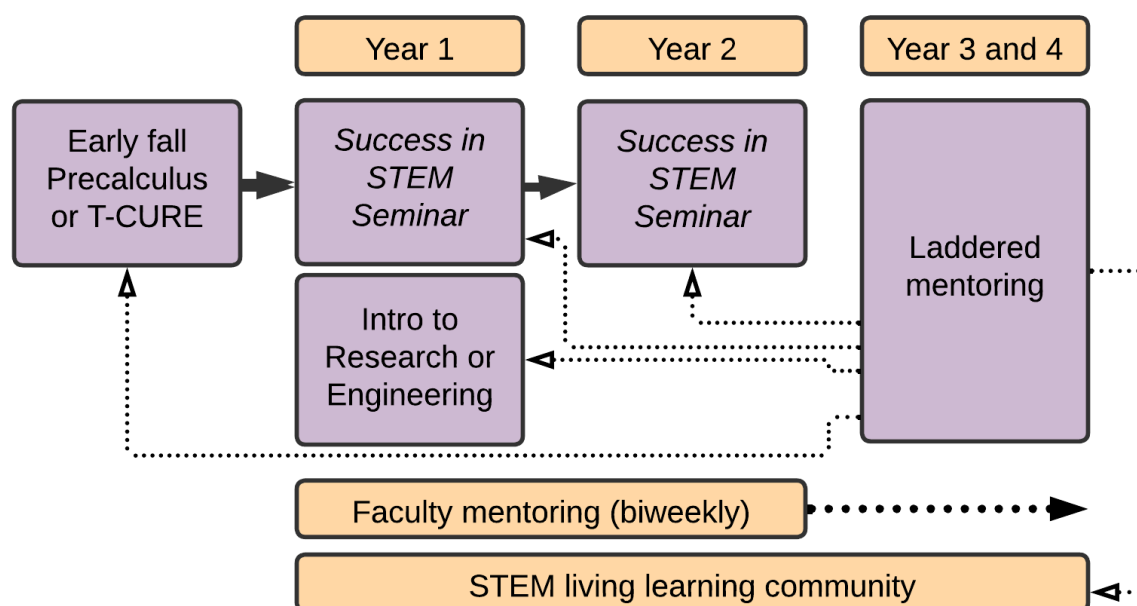 Year 1
Year 2
Year 3 and 4
Early fall
Precalculus
or T-CURE
Success in
STEM
Seminar
Success in
STEM
Seminar
Laddered
mentoring
Intro to
Research or
Engineering
Faculty mentoring (biweekly)
STEM living learning community